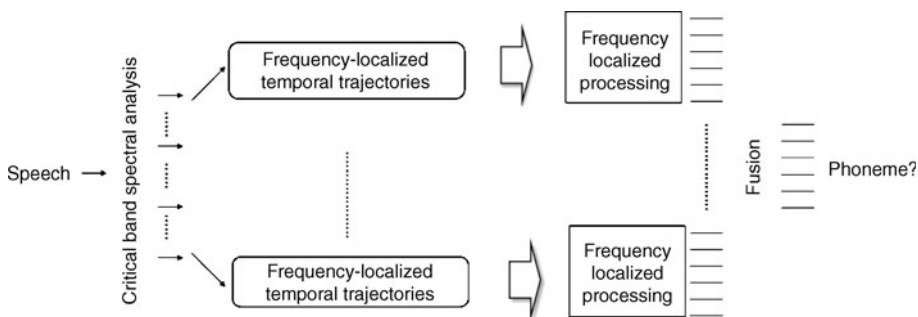 Speech
Critical band spectral analysis
Frequency-localized
temporal trajectories
Frequency
localized
processing
Frequency-localized
temporal trajectories
Frequency
localized
processing
Fusion
Phoneme?